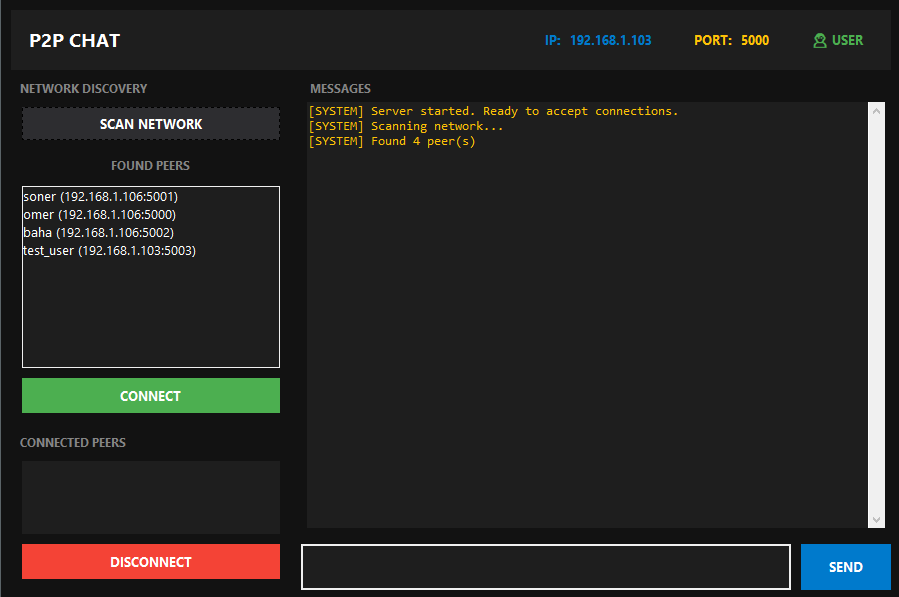 P2P CHAT
IP: 192.168.1.103
PORT: 5000
USER
NETWORK DISCOVERY
SCAN NETWORK
FOUND PEERS
soner (192.168.1.106:5001)
omer (192.168.1.106:5000)
baha (192.168.1.106:5002)
test_user (192.168.1.103:5003)
CONNECT
CONNECTED PEERS
DISCONNECT
MESSAGES
[SYSTEM] Server started. Ready to accept connections.
[SYSTEM] Scanning network...
[SYSTEM] Found 4 peer(s)
SEND